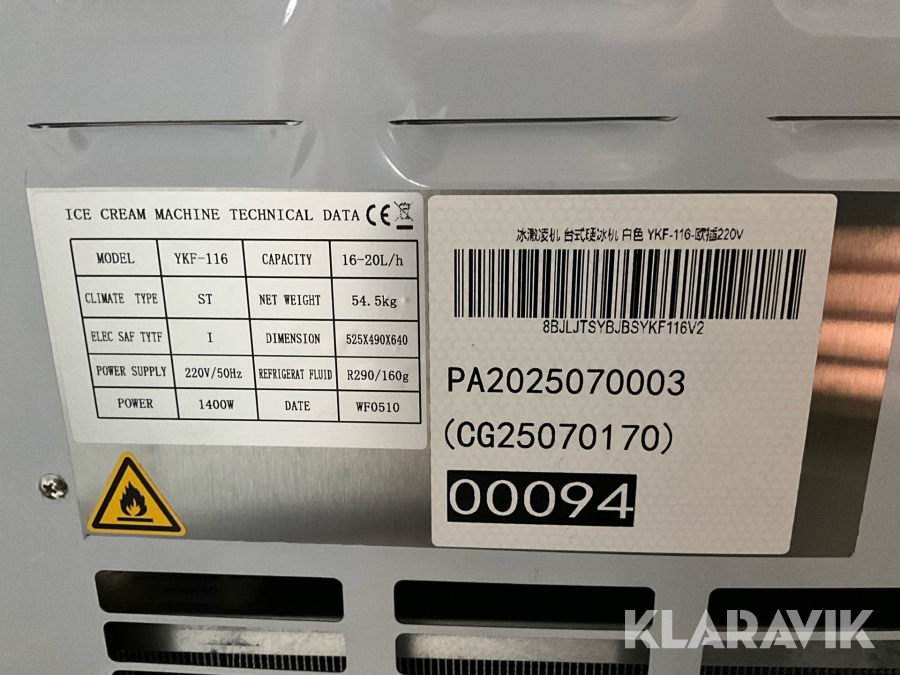 ICE CREAM MACHINE TECHNICAL DATA CE
MODEL YKF-116 CAPACITY 16-20L/h
CLIMATE TYPE ST NET WEIGHT 54.5kg
ELEC SAF TYTF I DIMENSION 525X490X640
POWER SUPPLY 220V/50Hz REFRIGERAT FLUID R290/160g
POWER 1400W DATE WF0510
冰激凌机 台式硬冰机 白色 YKF-116-欧插220V
8BJLJTSYBJBSYKF116V2
PA2025070003
(CG25070170)
00094
KLARAVIK